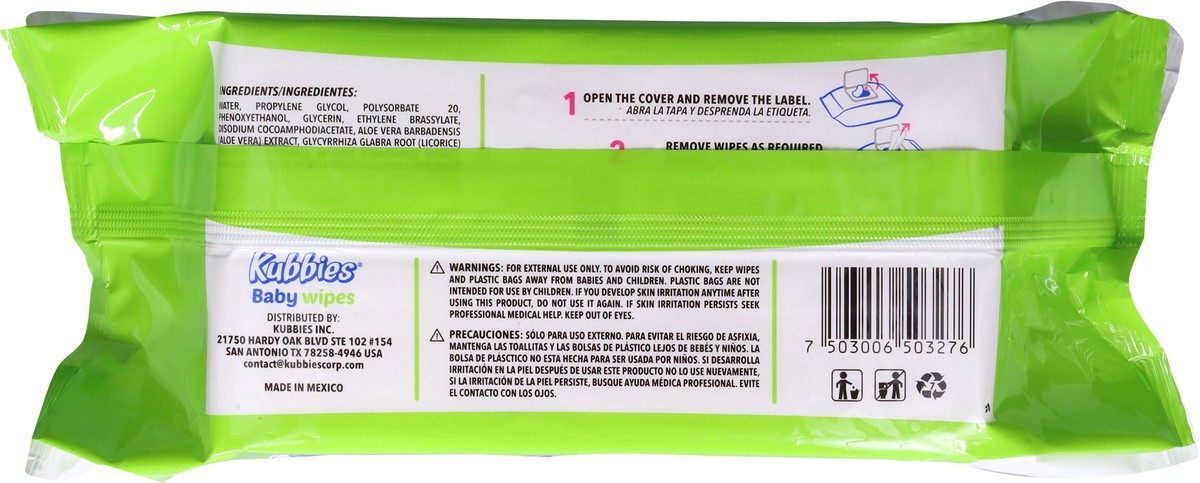 INGREDIENTS/INGREDIENTES:
WATER, PROPYLENE GLYCOL, POLYSORBATE 20,
PHENOXYETHANOL, GLYCERIN, ETHYLENE BRASSYLATE,
DISODIUM COCOAMPHODIACETATE, ALOE VERA BARBADENSIS
(ALOE VERA) EXTRACT, GLYCYRRHIZA GLABRA ROOT (LICORICE)
1 OPEN THE COVER AND REMOVE THE LABEL.
ABRA LA TAPA Y DESPRENDA LA ETIQUETA.
2 REMOVE WIPES AS REQUIRED
Kubbies®
Baby wipes
DISTRIBUTED BY:
KUBBIES INC.
21750 HARDY OAK BLVD STE 102 #154
SAN ANTONIO TX 78258-4946 USA
contact@kubbiescorp.com
MADE IN MEXICO
WARNINGS: FOR EXTERNAL USE ONLY. TO AVOID RISK OF CHOKING, KEEP WIPES
AND PLASTIC BAGS AWAY FROM BABIES AND CHILDREN. PLASTIC BAGS ARE NOT
INTENDED FOR USE BY CHILDREN. IF YOU DEVELOP SKIN IRRITATION ANYTIME AFTER
USING THIS PRODUCT, DO NOT USE IT AGAIN. IF SKIN IRRITATION PERSISTS SEEK
PROFESSIONAL MEDICAL HELP. KEEP OUT OF EYES.
PRECAUCIONES: SÓLO PARA USO EXTERNO. PARA EVITAR EL RIESGO DE ASFIXIA,
MANTENGA LAS TOALLITAS Y LAS BOLSAS DE PLÁSTICO LEJOS DE BEBÉS Y NIÑOS. LA
BOLSA DE PLÁSCTICO NO ESTA HECHA PARA SER USADA POR NIÑOS. SI DESARROLLA
IRRITACIÓN EN LA PIEL DESPUÉS DE USAR ESTE PRODUCTO NO LO USE NUEVAMENTE,
SI LA IRRITACIÓN DE LA PIEL PERSISTE, BUSQUE AYUDA MÉDICA PROFESIONAL. EVITE
EL CONTACTO CON LOS OJOS.
7 503006 503276
7